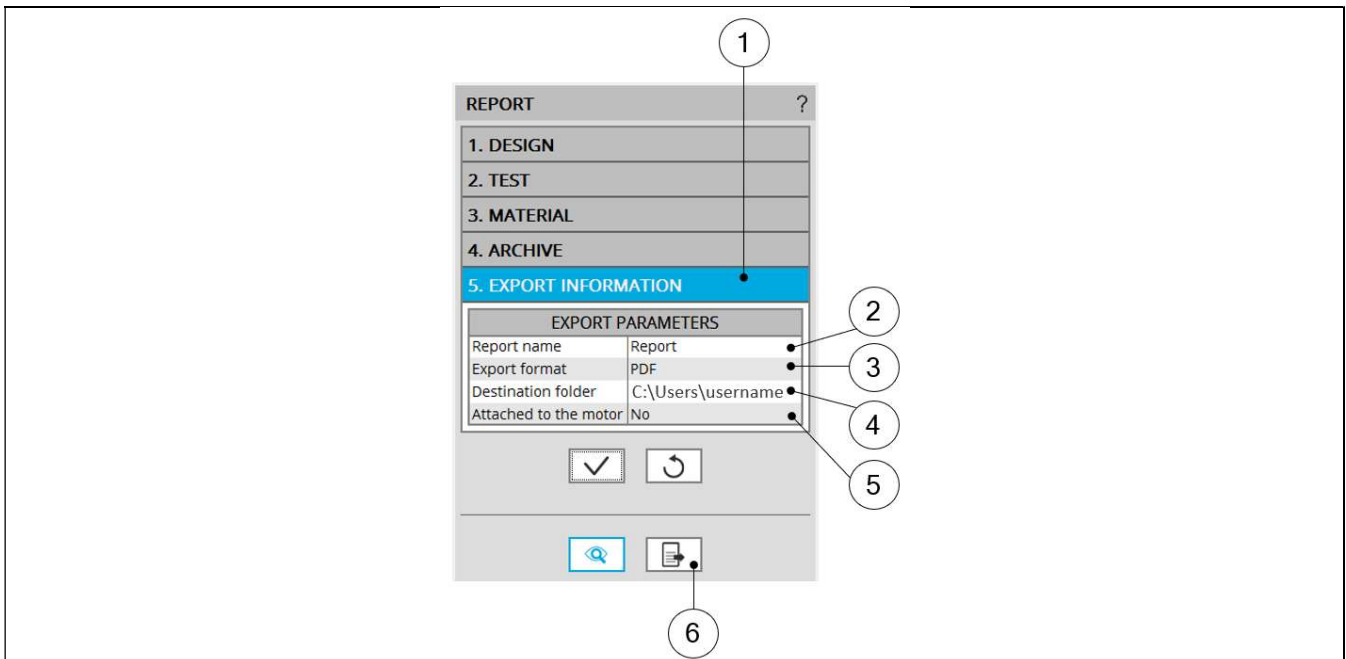 1
REPORT ?
1. DESIGN
2. TEST
3. MATERIAL
4. ARCHIVE
5. EXPORT INFORMATION
EXPORT PARAMETERS
Report name Report
2
Export format PDF
3
Destination folder C:\Users\username
4
Attached to the motor No
5
6